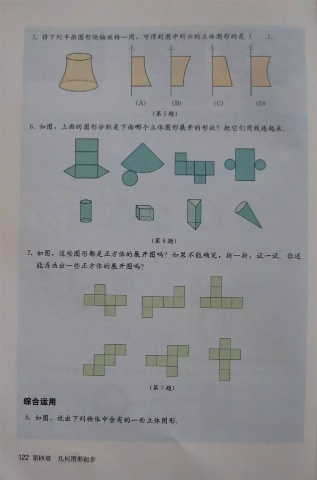 5. 将下列平面图形绕轴旋转一周，可得到图中所示的立体图形的是（　）.
(A) (B) (C) (D)
(第 5 题)
6. 如图，上面的图形分别是下面哪个立体图形展开的形状？把它们用线连起来.
(第 6 题)
7. 如图，这些图形都是正方体的展开图吗？如果不能确定，折一折，试一试. 你还
能再画出一些正方体的展开图吗？
(第 7 题)
综合运用
8. 如图，说出下列物体中含有的一些立体图形.
122 第四章 几何图形初步